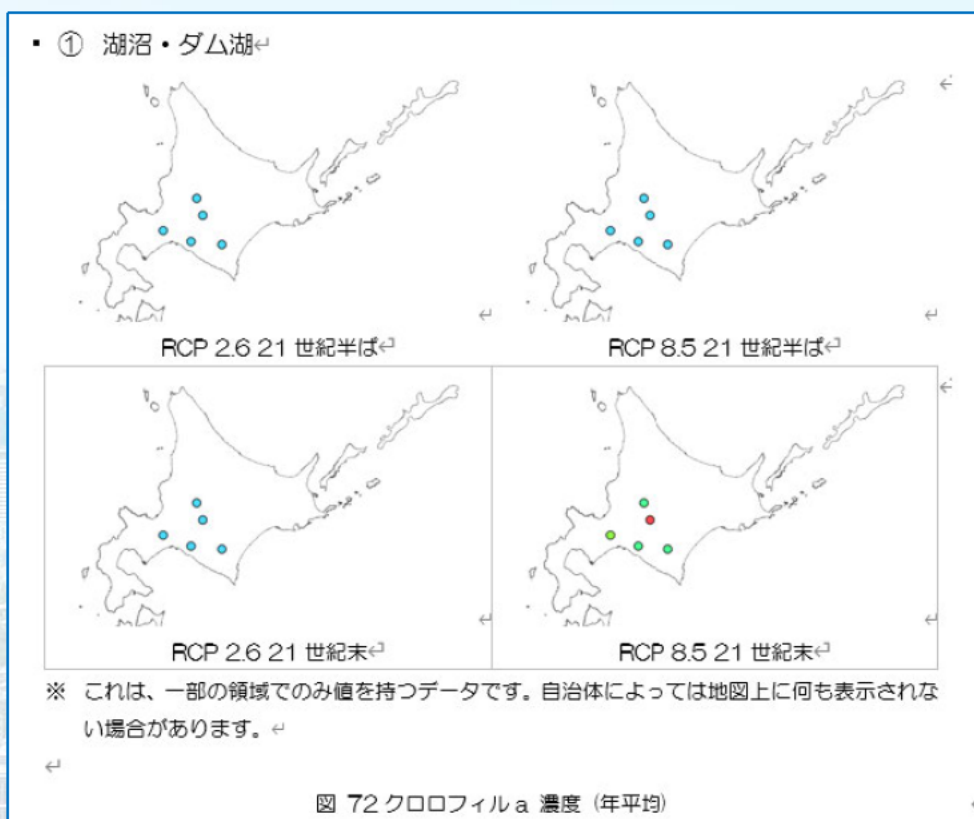 ▪ ① 湖沼・ダム湖↵
RCP 2.6 21 世紀半ば↵
RCP 8.5 21 世紀半ば↵
RCP 2.6 21 世紀末↵
RCP 8.5 21 世紀末↵
※ これは、一部の領域でのみ値を持つデータです。自治体によっては地図上に何も表示されな
い場合があります。↵
図 72 クロロフィル a 濃度（年平均）